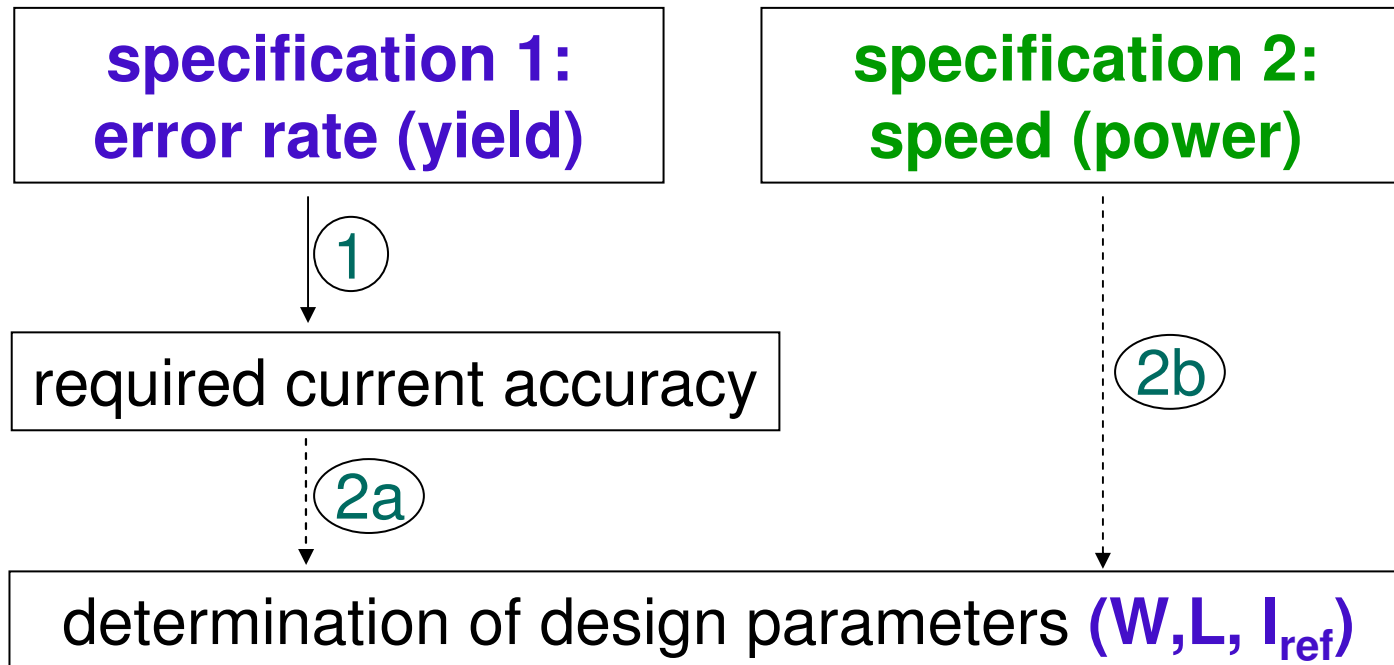 specification 1:
error rate (yield)
specification 2:
speed (power)
1
required current accuracy
2b
2a
determination of design parameters (W,L, Iref)